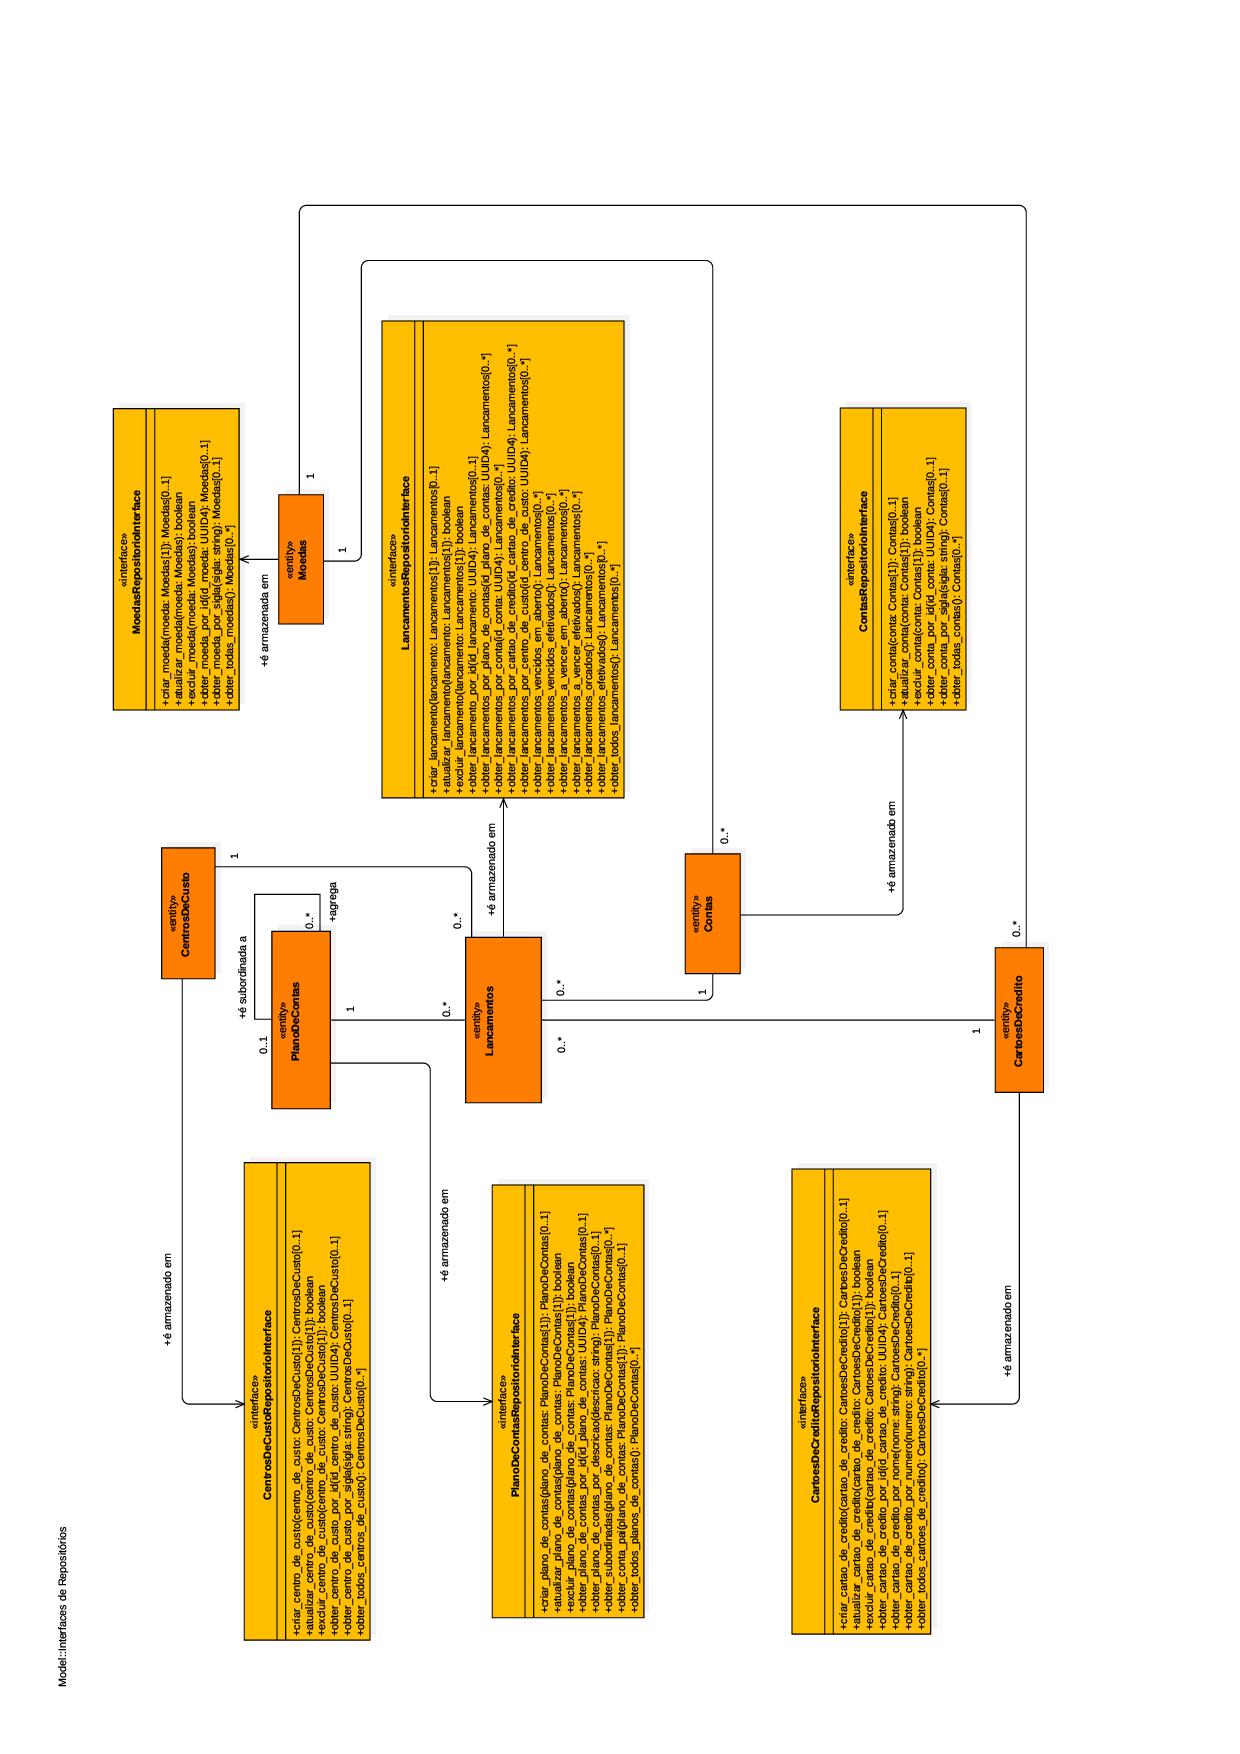 Model::Interfaces de Repositórios
«interface»
MoedasRepositorioInterface
+criar_moeda(moeda: Moedas[1]): Moedas[0..1]
+atualizar_moeda(moeda: Moedas): boolean
+excluir_moeda(moeda: Moedas): boolean
+obter_moeda_por_id(id_moeda: UUID4): Moedas[0..1]
+obter_moeda_por_sigla(sigla: string): Moedas[0..1]
+obter_todas_moedas(): Moedas[0..*]
+é armazenado em
«entity»
CentrosDeCusto
1
+é subordinada a
0..1
«interface»
CentrosDeCustoRepositorioInterface
+criar_centro_de_custo(centro_de_custo: CentrosDeCusto[1]): CentrosDeCusto[0..1]
+atualizar_centro_de_custo(centro_de_custo: CentrosDeCusto[1]): boolean
+excluir_centro_de_custo(centro_de_custo: CentrosDeCusto[1]): boolean
+obter_centro_de_custo_por_id(id_centro_de_custo: UUID4): CentrosDeCusto[0..1]
+obter_centro_de_custo_por_sigla(sigla: string): CentrosDeCusto[0..1]
+obter_todos_centros_de_custo(): CentrosDeCusto[0..*]
«entity»
PlanoDeContas
0..*
+agrega
1
+é armazenada em
«entity»
Moedas
1
1
+é armazenado em
0..*
0..*
«entity»
Lancamentos
+é armazenado em
0..*
0..*
«interface»
LancamentosRepositorioInterface
+criar_lancamento(lancamento: Lancamentos[1]): Lancamentos[0..1]
+atualizar_lancamento(lancamento: Lancamentos[1]): boolean
+excluir_lancamento(lancamento: Lancamentos[1]): boolean
+obter_lancamento_por_id(id_lancamento: UUID4): Lancamentos[0..1]
+obter_lancamentos_por_plano_de_contas(id_plano_de_contas: UUID4): Lancamentos[0..*]
+obter_lancamentos_por_conta(id_conta: UUID4): Lancamentos[0..*]
+obter_lancamentos_por_cartao_de_credito(id_cartao_de_credito: UUID4): Lancamentos[0..*]
+obter_lancamentos_por_centro_de_custo(id_centro_de_custo: UUID4): Lancamentos[0..*]
+obter_lancamentos_vencidos_em_aberto(): Lancamentos[0..*]
+obter_lancamentos_vencidos_efetivados(): Lancamentos[0..*]
+obter_lancamentos_a_vencer_em_aberto(): Lancamentos[0..*]
+obter_lancamentos_a_vencer_efetivados(): Lancamentos[0..*]
+obter_lancamentos_orcados(): Lancamentos[0..*]
+obter_lancamentos_efetivados(): Lancamentos[0..*]
+obter_todos_lancamentos(): Lancamentos[0..*]
«interface»
PlanoDeContasRepositorioInterface
+criar_plano_de_contas(plano_de_contas: PlanoDeContas[1]): PlanoDeContas[0..1]
+atualizar_plano_de_contas(plano_de_contas: PlanoDeContas[1]): boolean
+excluir_plano_de_contas(plano_de_contas: PlanoDeContas[1]): boolean
+obter_plano_de_contas_por_id(id_plano_de_contas: UUID4): PlanoDeContas[0..1]
+obter_plano_de_contas_por_descricao(descricao: string): PlanoDeContas[0..1]
+obter_subordinadas(plano_de_contas: PlanoDeContas[1]): PlanoDeContas[0..*]
+obter_conta_pai(plano_de_contas: PlanoDeContas[1]): PlanoDeContas[0..1]
+obter_todos_planos_de_contas(): PlanoDeContas[0..*]
1
«entity»
Contas
0..*
«interface»
CartoesDeCreditoRepositorioInterface
+criar_cartao_de_credito(cartao_de_credito: CartoesDeCredito[1]): CartoesDeCredito[0..1]
+atualizar_cartao_de_credito(cartao_de_credito: CartoesDeCredito[1]): boolean
+excluir_cartao_de_credito(cartao_de_credito: CartoesDeCredito[1]): boolean
+obter_cartao_de_credito_por_id(id_cartao_de_credito: UUID4): CartoesDeCredito[0..1]
+obter_cartao_de_credito_por_nome(nome: string): CartoesDeCredito[0..1]
+obter_cartao_de_credito_por_numero(numero: string): CartoesDeCredito[0..1]
+obter_todos_cartoes_de_credito(): CartoesDeCredito[0..*]
+é armazenado em
«interface»
ContasRepositorioInterface
+criar_conta(conta: Contas[1]): Contas[0..1]
+atualizar_conta(conta: Contas[1]): boolean
+excluir_conta(conta: Contas[1]): boolean
+obter_conta_por_id(id_conta: UUID4): Contas[0..1]
+obter_conta_por_sigla(sigla: string): Contas[0..1]
+obter_todas_contas(): Contas[0..*]
1
+é armazenado em
«entity»
CartoesDeCredito
0..*